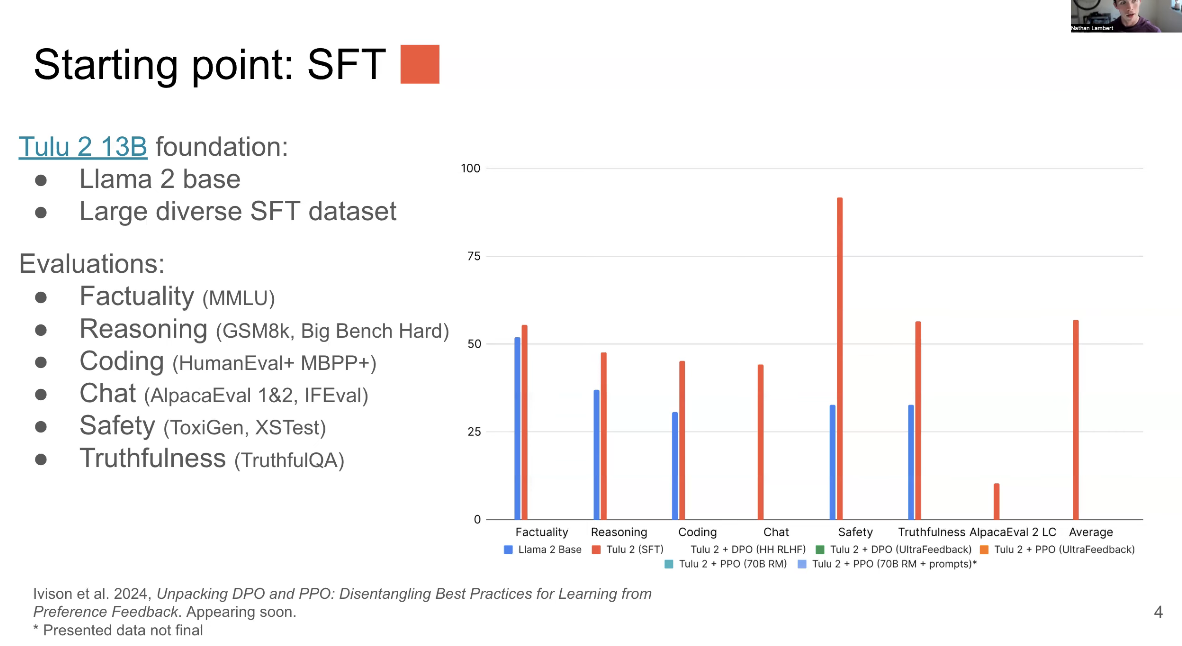 Nathan Lambert
Starting point: SFT
Tulu 2 13B foundation:
● Llama 2 base
● Large diverse SFT dataset
Evaluations:
● Factuality (MMLU)
● Reasoning (GSM8k, Big Bench Hard)
● Coding (HumanEval+ MBPP+)
● Chat (AlpacaEval 1&2, IFEval)
● Safety (ToxiGen, XSTest)
● Truthfulness (TruthfulQA)
100
75
50
25
0
Factuality Reasoning Coding Chat Safety Truthfulness AlpacaEval 2 LC Average
Llama 2 Base Tulu 2 (SFT) Tulu 2 + DPO (HH RLHF) Tulu 2 + DPO (UltraFeedback) Tulu 2 + PPO (UltraFeedback)
Tulu 2 + PPO (70B RM) Tulu 2 + PPO (70B RM + prompts)*
Ivison et al. 2024, Unpacking DPO and PPO: Disentangling Best Practices for Learning from
Preference Feedback. Appearing soon.
* Presented data not final
4